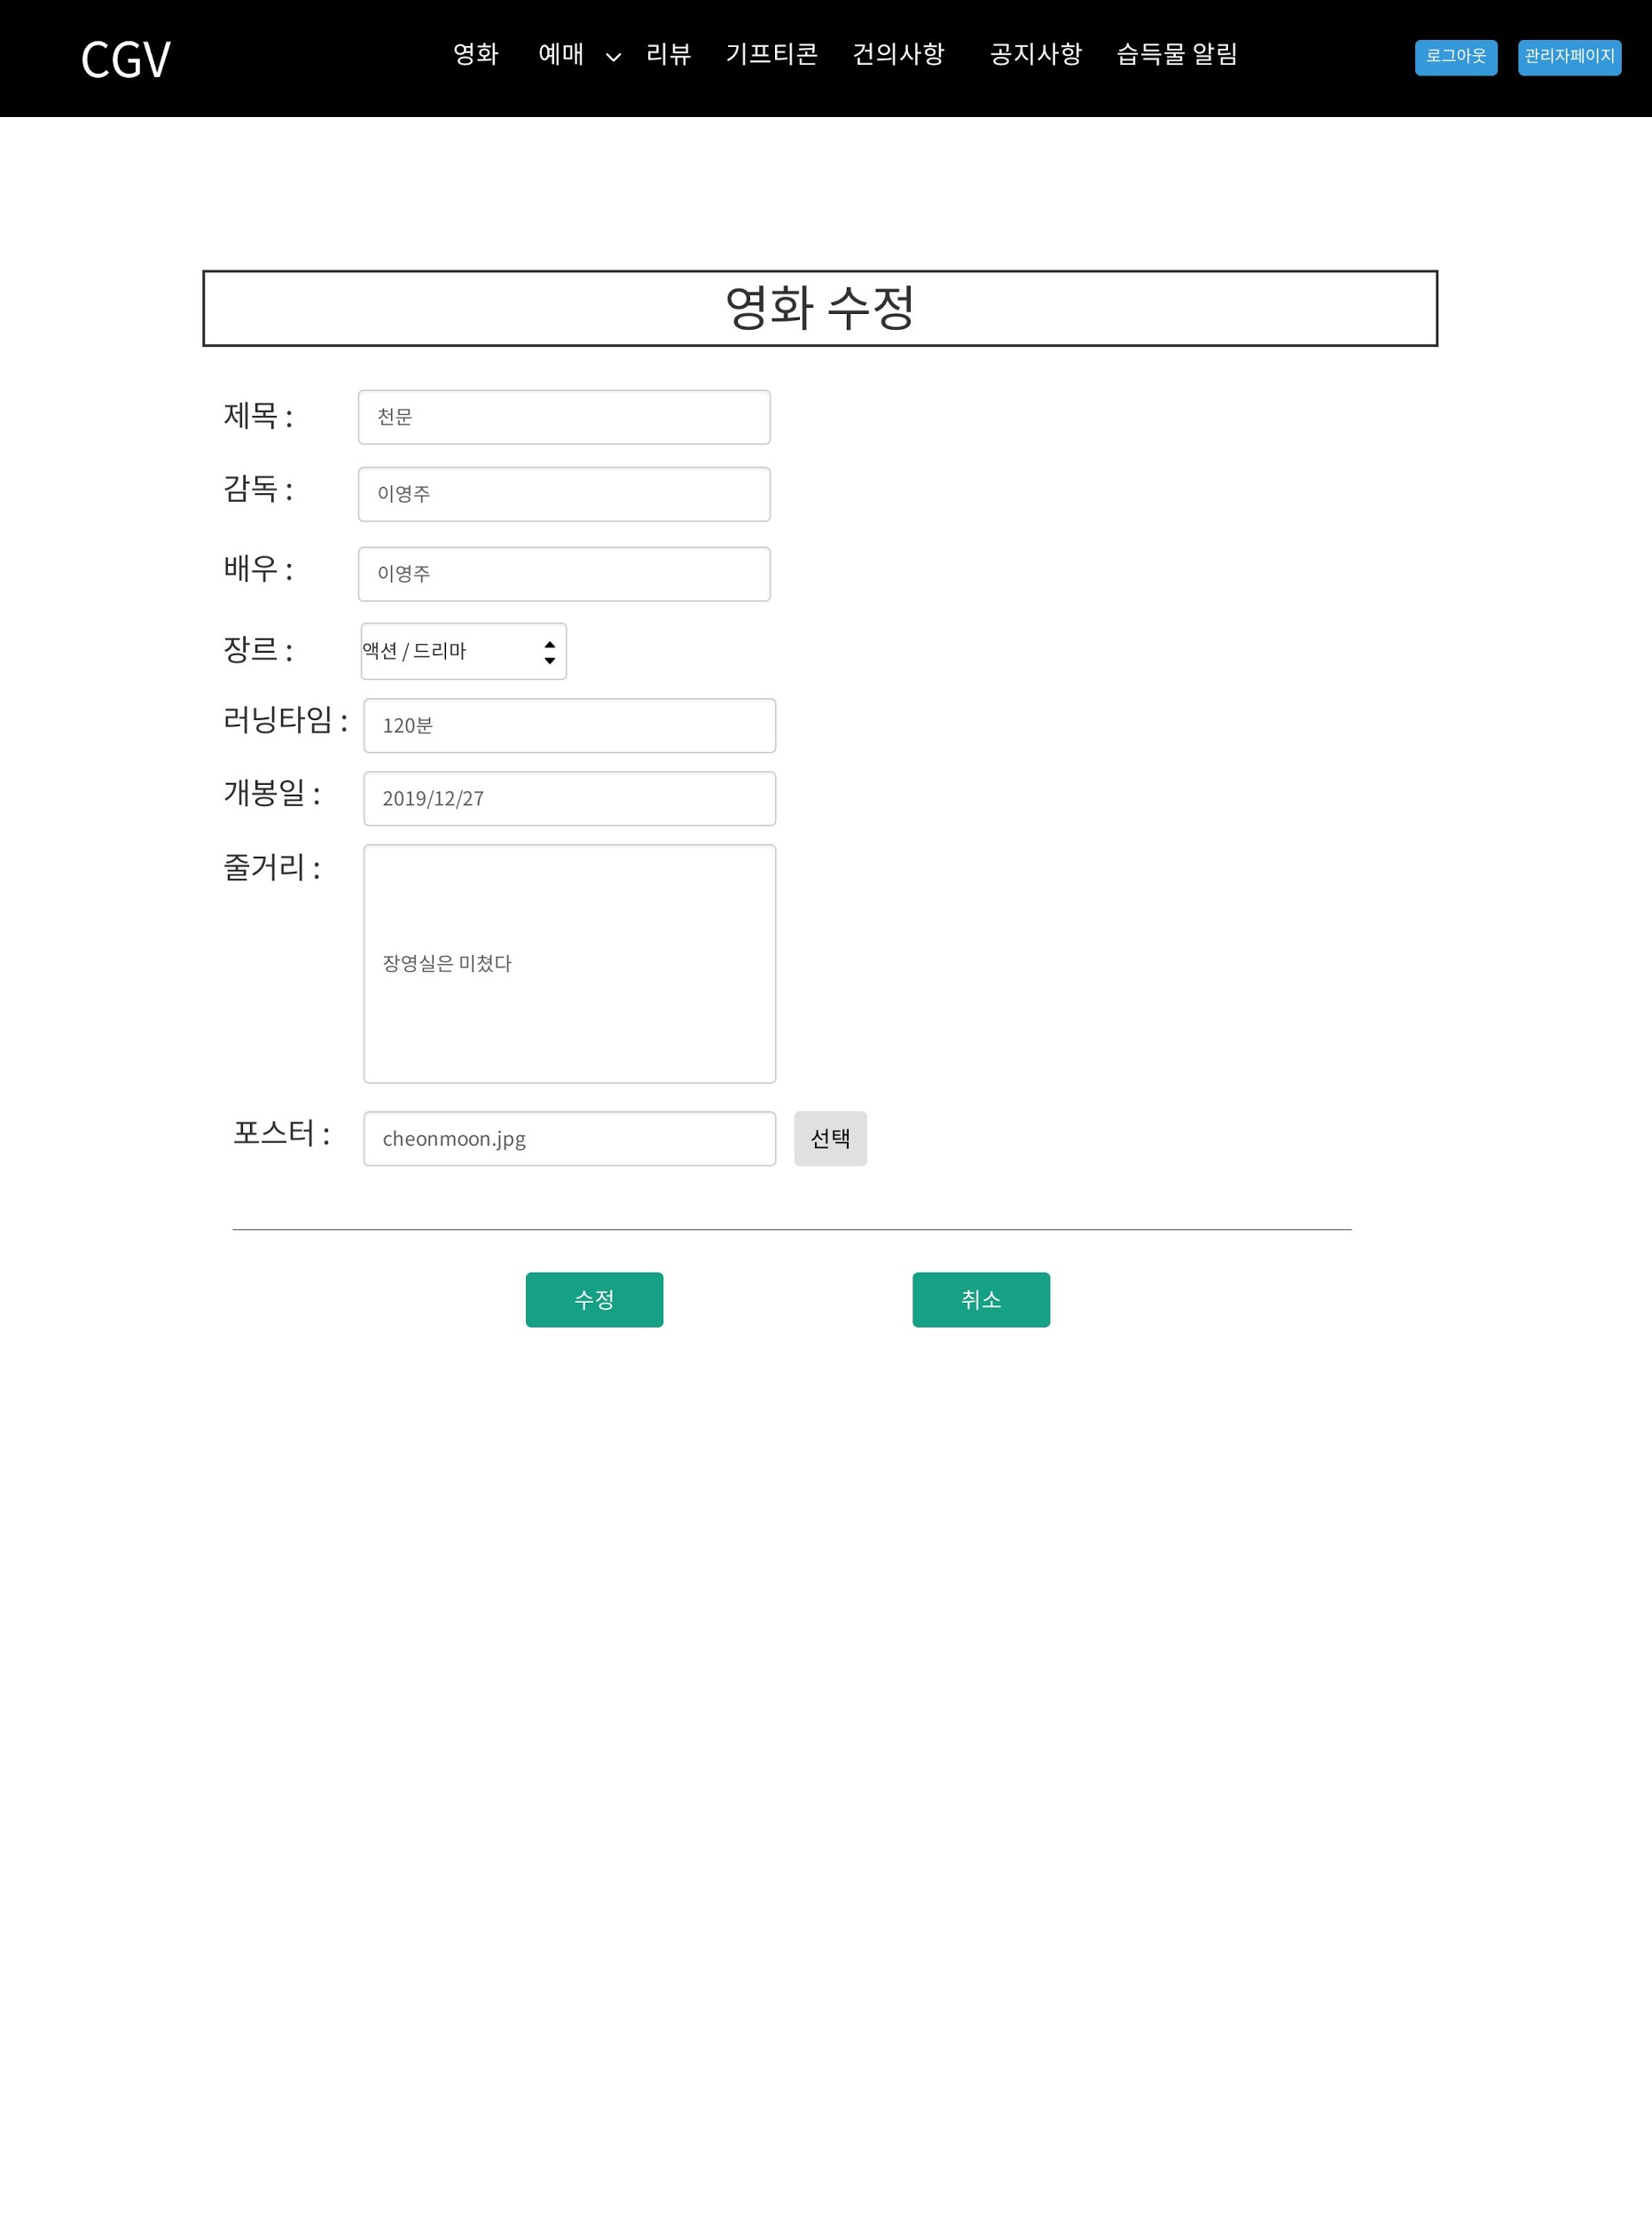 CGV 영화 예매 리뷰 기프티콘 건의사항 공지사항 습득물 알림 로그아웃 관리자페이지
영화 수정
제목 : 천문
감독 : 이영주
배우 : 이영주
장르 : 액션 / 드리마
러닝타임 : 120분
개봉일 : 2019/12/27
줄거리 :
장영실은 미쳤다
포스터 : cheonmoon.jpg 선택
수정 취소